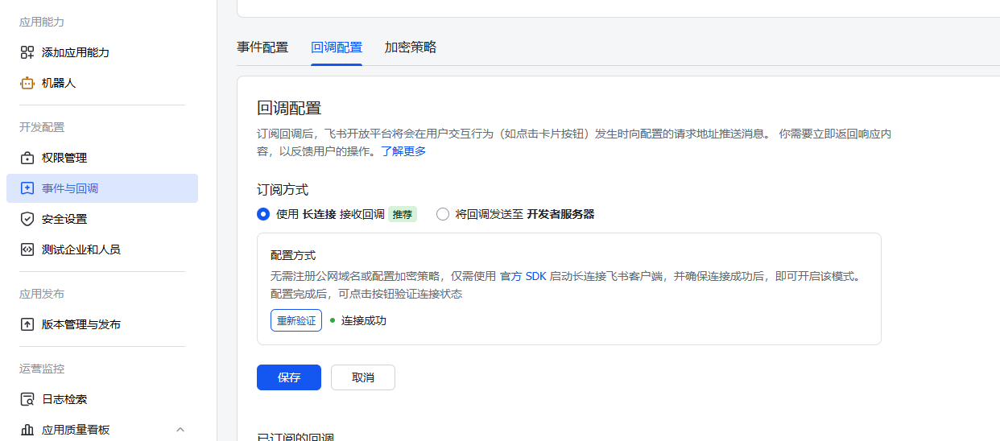 应用能力
添加应用能力
机器人
开发配置
权限管理
事件与回调
安全设置
测试企业和人员
应用发布
版本管理与发布
运营监控
日志检索
应用质量看板
事件配置 回调配置 加密策略
回调配置
订阅回调后，飞书开放平台将会在用户交互行为（如点击卡片按钮）发生时向配置的请求地址推送消息。 你需要立即返回响应内
容，以反馈用户的操作。了解更多
订阅方式
使用 长连接 接收回调 推荐 将回调发送至 开发者服务器
配置方式
无需注册公网域名或配置加密策略，仅需使用 官方 SDK 启动长连接飞书客户端，并确保连接成功后，即可开启该模式。
配置完成后，可点击按钮验证连接状态
重新验证 连接成功
保存 取消
已订阅的回调